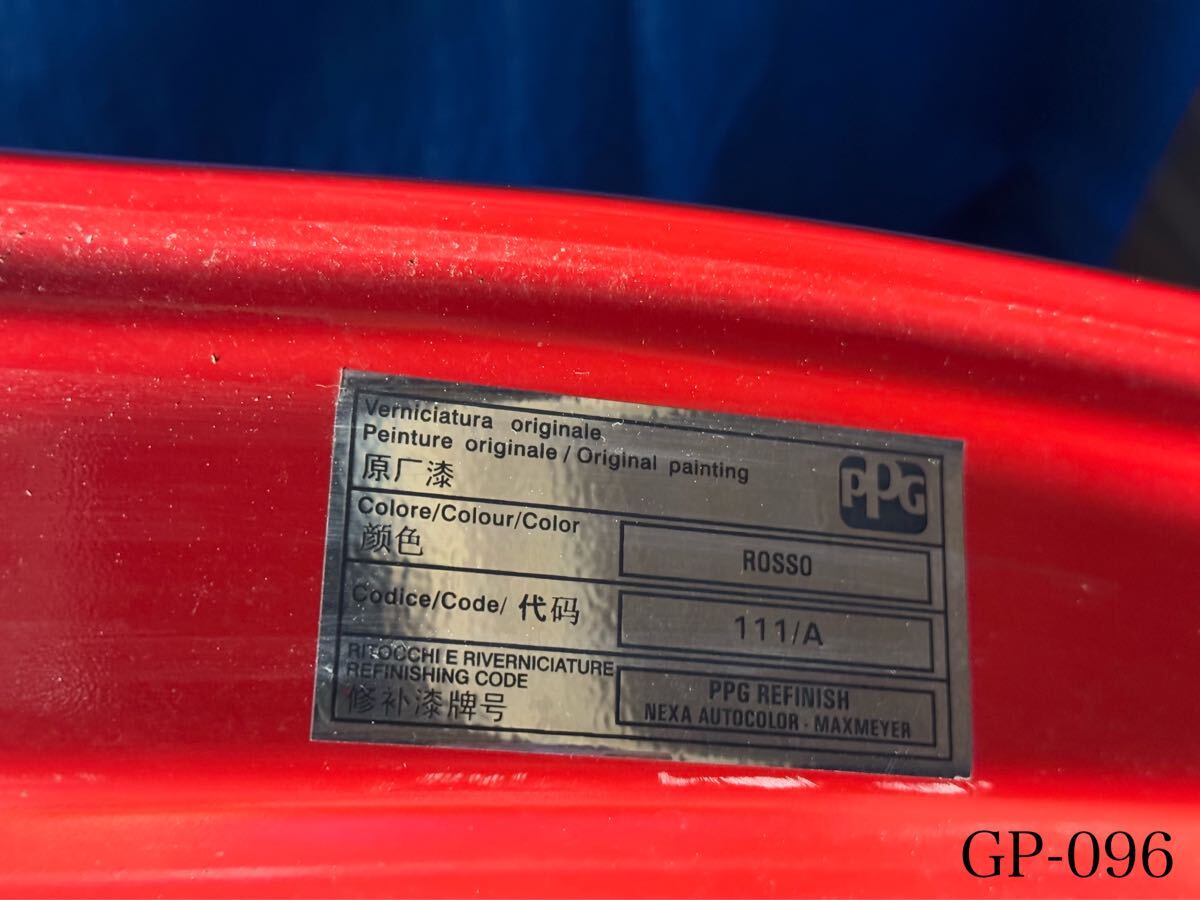 Verniciatura originale
Peinture originale / Original painting
原厂漆
PPG
Colore/Colour/Color
颜色
ROSSO
Codice/Code/ 代码
111/A
RITOCCHI E RIVERNICIATURE
REFINISHING CODE
修补漆牌号
PPG REFINISH
NEXA AUTOCOLOR - MAXMEYER
GP-096